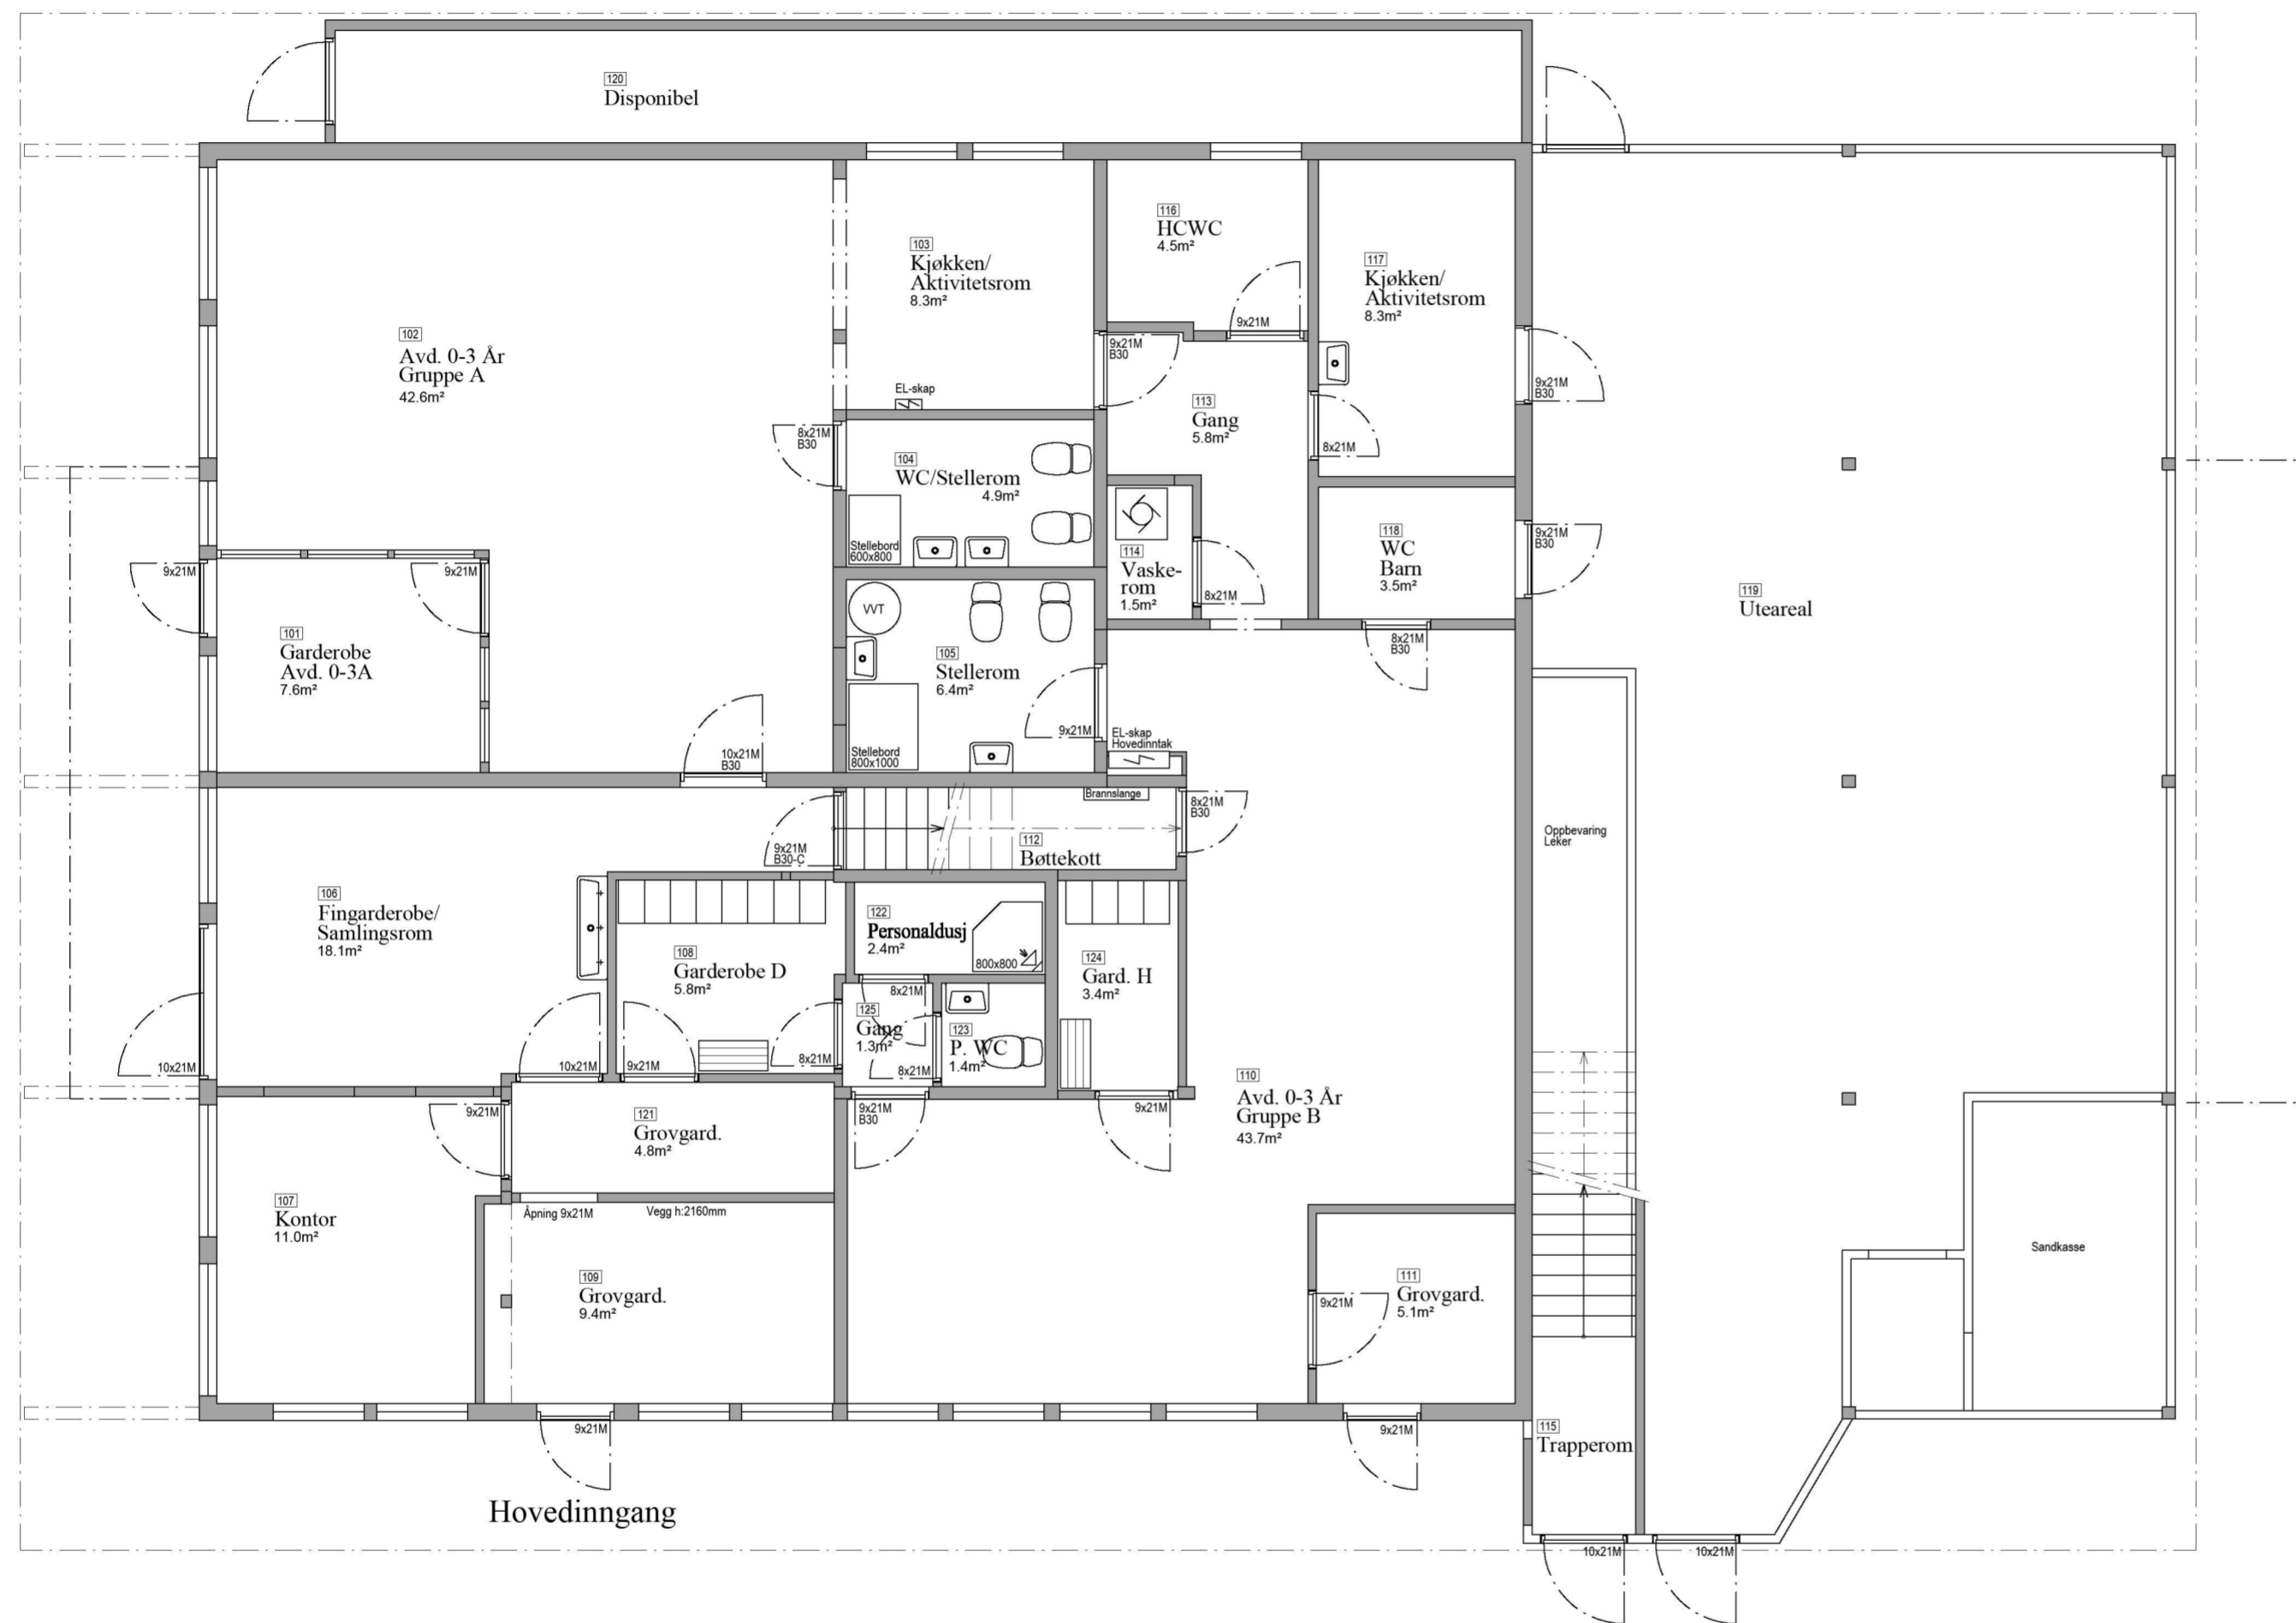 120
Disponibel
116
HCWC
4.5m²
9x21M
103
Kjøkken/
Aktivitetsrom
8.3m²
EL-skap
117
Kjøkken/
Aktivitetsrom
8.3m²
8x21M
9x21M
B30
9x21M
B30
102
Avd. 0-3 År
Gruppe A
42.6m²
113
Gang
5.8m²
8x21M
B30
104
WC/Stellerom
4.9m²
Stellebord
600x800
114
Vaske-
rom
1.5m²
8x21M
118
WC
Barn
3.5m²
9x21M
B30
8x21M
B30
119
Uteareal
9x21M
9x21M
101
Garderobe
Avd. 0-3A
7.6m²
VVT
105
Stellerom
6.4m²
9x21M
Stellebord
800x1000
EL-skap
Hovedinntak
10x21M
B30
Brannslange
8x21M
B30
9x21M
B30-C
112
Bøttekott
Oppbevaring
Leker
106
Fingarderobe/
Samlingsrom
18.1m²
10x21M
108
Garderobe D
5.8m²
10x21M
9x21M
8x21M
122
Personaldusj
2.4m²
800x800
8x21M
125
Gang
1.3m²
8x21M
123
P. WC
1.4m²
124
Gard. H
3.4m²
9x21M
B30
9x21M
110
Avd. 0-3 År
Gruppe B
43.7m²
9x21M
121
Grovgard.
4.8m²
107
Kontor
11.0m²
Åpning 9x21M
Vegg h:2160mm
109
Grovgard.
9.4m²
9x21M
111
Grovgard.
5.1m²
9x21M
Sandkasse
9x21M
115
Trapperom
Hovedinngang
10x21M
10x21M